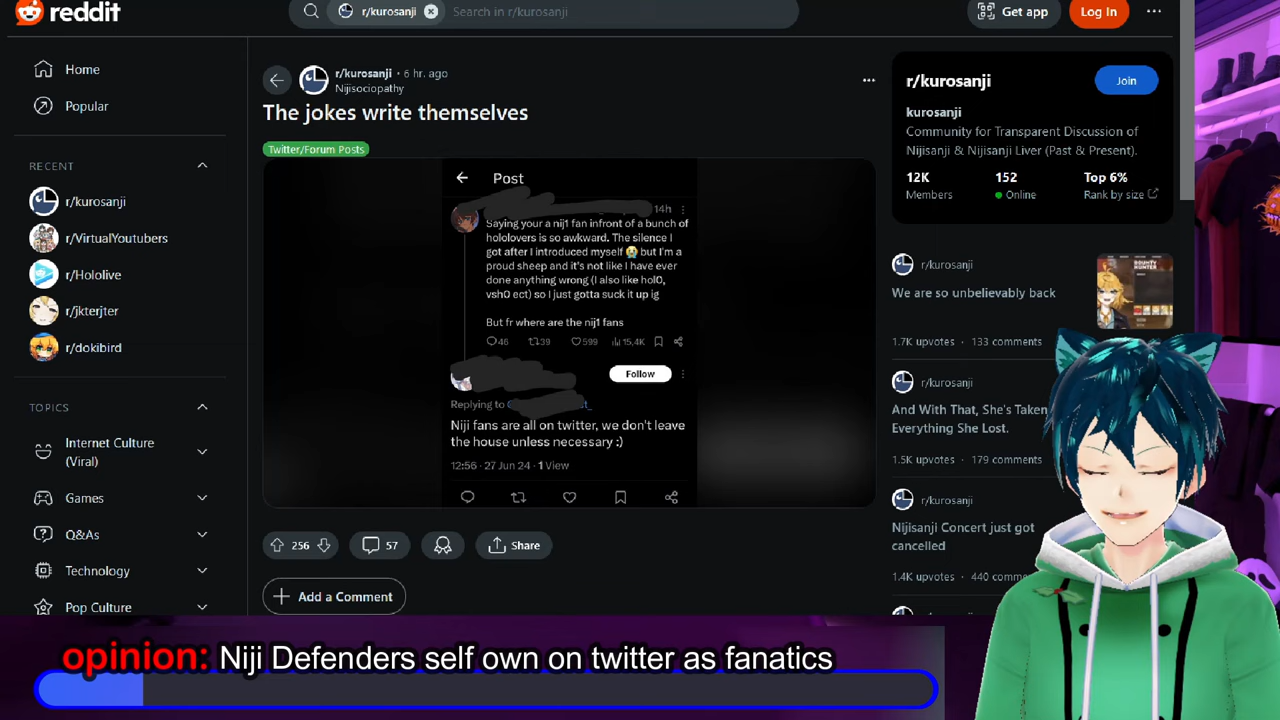 reddit
r/kurosanji
Search in r/kurosanji
Get app
Log In
Home
Popular
RECENT
r/kurosanji
r/VirtualYoutubers
r/Hololive
r/jkterjter
r/dokibird
TOPICS
Internet Culture
(Viral)
Games
Q&As
Technology
Pop Culture
r/kurosanji • 6 hr. ago
Nijisociopathy
The jokes write themselves
Twitter/Forum Posts
Post
14h
Saying your a nij1 fan infront of a bunch of
hololovers is so awkward. The silence I
got after I introduced myself 😭 but I'm a
proud sheep and it's not like I have ever
done anything wrong (I also like hol0,
vsh0 ect) so I just gotta suck it up ig
But fr where are the nij1 fans
46 39 599 15,4K
Follow
Replying to
Niji fans are all on twitter, we don't leave
the house unless necessary :)
12:56 · 27 Jun 24 · 1 View
256 57 Share
Add a Comment
r/kurosanji
Join
kurosanji
Community for Transparent Discussion of
Nijisanji & Nijisanji Liver (Past & Present).
12K 152 Top 6%
Members Online Rank by size
r/kurosanji
We are so unbelievably back
BOUNTY
HUNTER
1.7K upvotes · 133 comments
r/kurosanji
And With That, She's Taken
Everything She Lost.
1.5K upvotes · 179 comments
r/kurosanji
Nijisanji Concert just got
cancelled
1.4K upvotes · 440 comme
r/kurosanji
opinion: Niji Defenders self own on twitter as fanatics